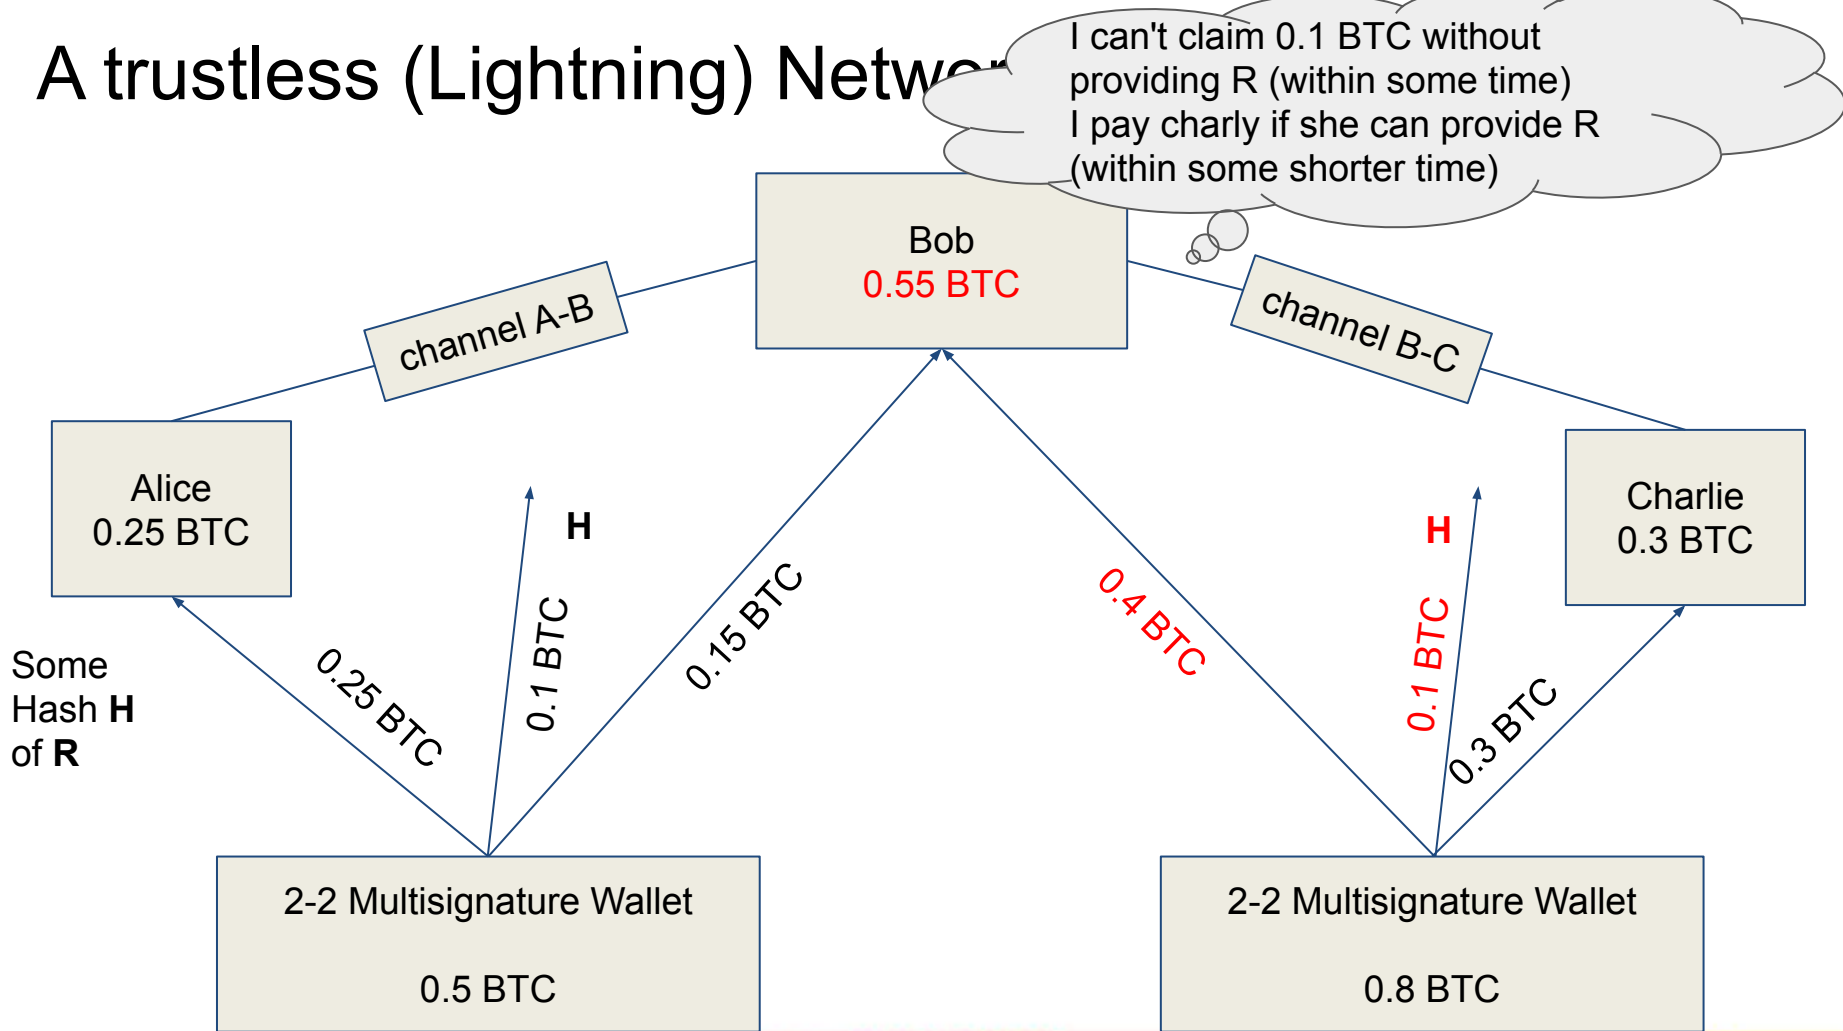 A trustless (Lightning) Networ
I can't claim 0.1 BTC without
providing R (within some time)
I pay charly if she can provide R
(within some shorter time)
Bob
0.55 BTC
channel A-B
channel B-C
Alice
0.25 BTC
H
H
Charlie
0.3 BTC
Some
Hash H
of R
0.25 BTC
0.1 BTC
0.15 BTC
0.4 BTC
0.1 BTC
0.3 BTC
2-2 Multisignature Wallet
0.5 BTC
2-2 Multisignature Wallet
0.8 BTC